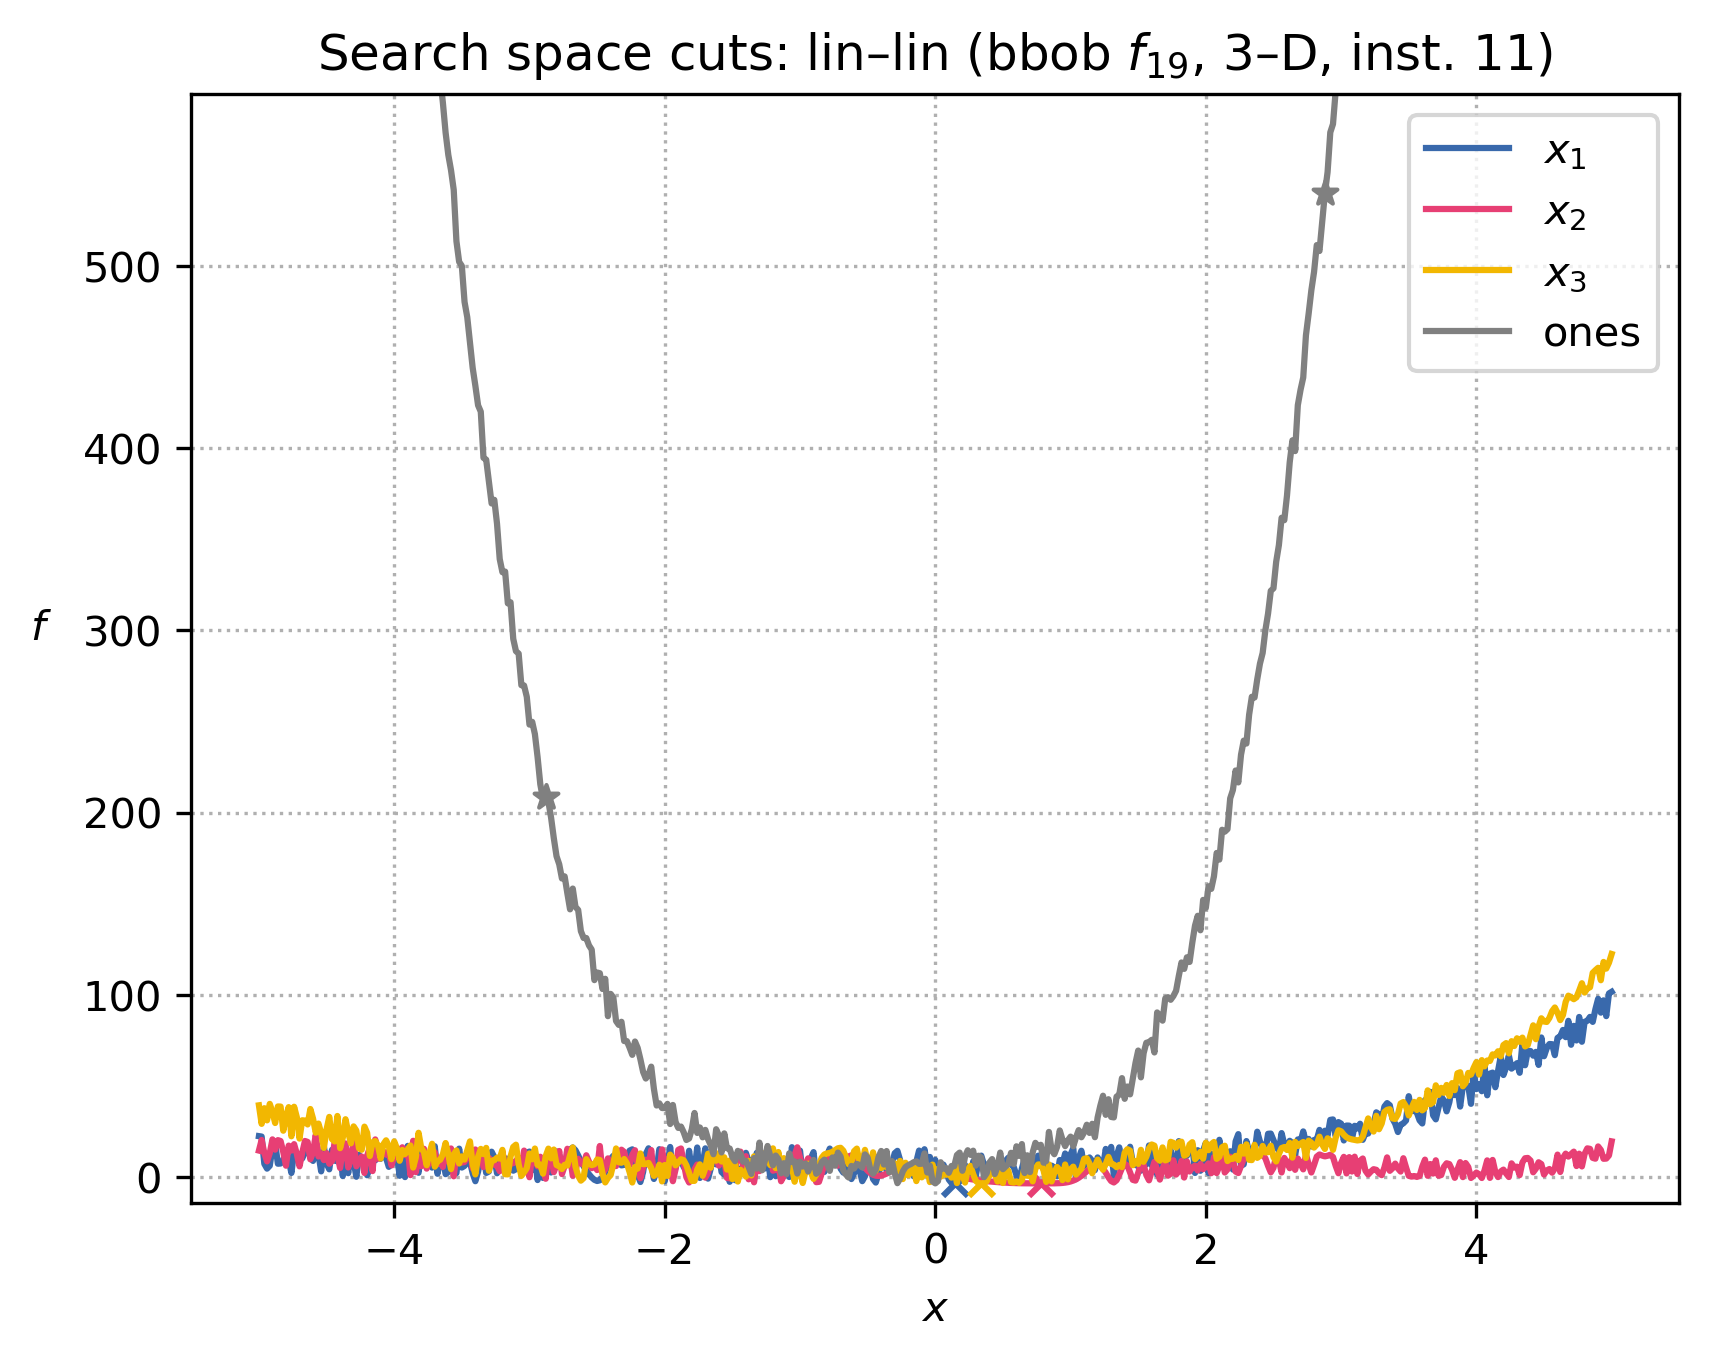 Search space cuts: lin–lin (bbob f₁₉, 3–D, inst. 11)
x₁
x₂
x₃
ones
f
500
400
300
200
100
0
−4 −2 0 2 4
x